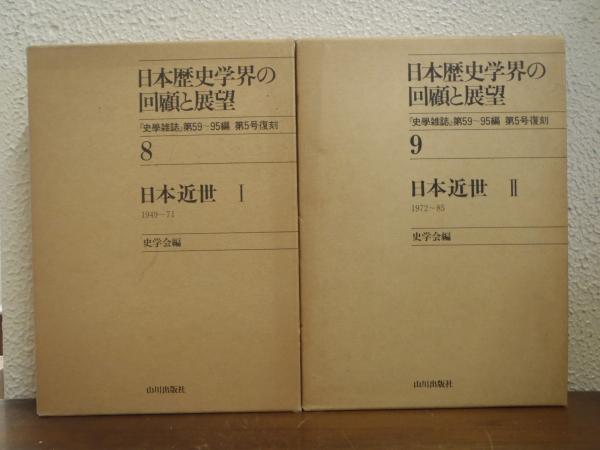 日本歴史学界の
回顧と展望
『史學雑誌』第59〜95編 第5号復刻
8
日本近世 Ⅰ
1949〜71
史学会編
山川出版社
日本歴史学界の
回顧と展望
『史學雑誌』第59〜95編 第5号復刻
9
日本近世 Ⅱ
1972〜85
史学会編
山川出版社